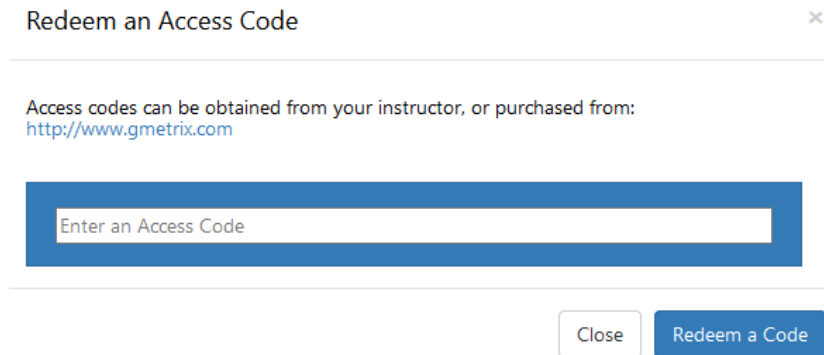 Redeem an Access Code
×
Access codes can be obtained from your instructor, or purchased from:
http://www.gmetrix.com
Enter an Access Code
Close
Redeem a Code